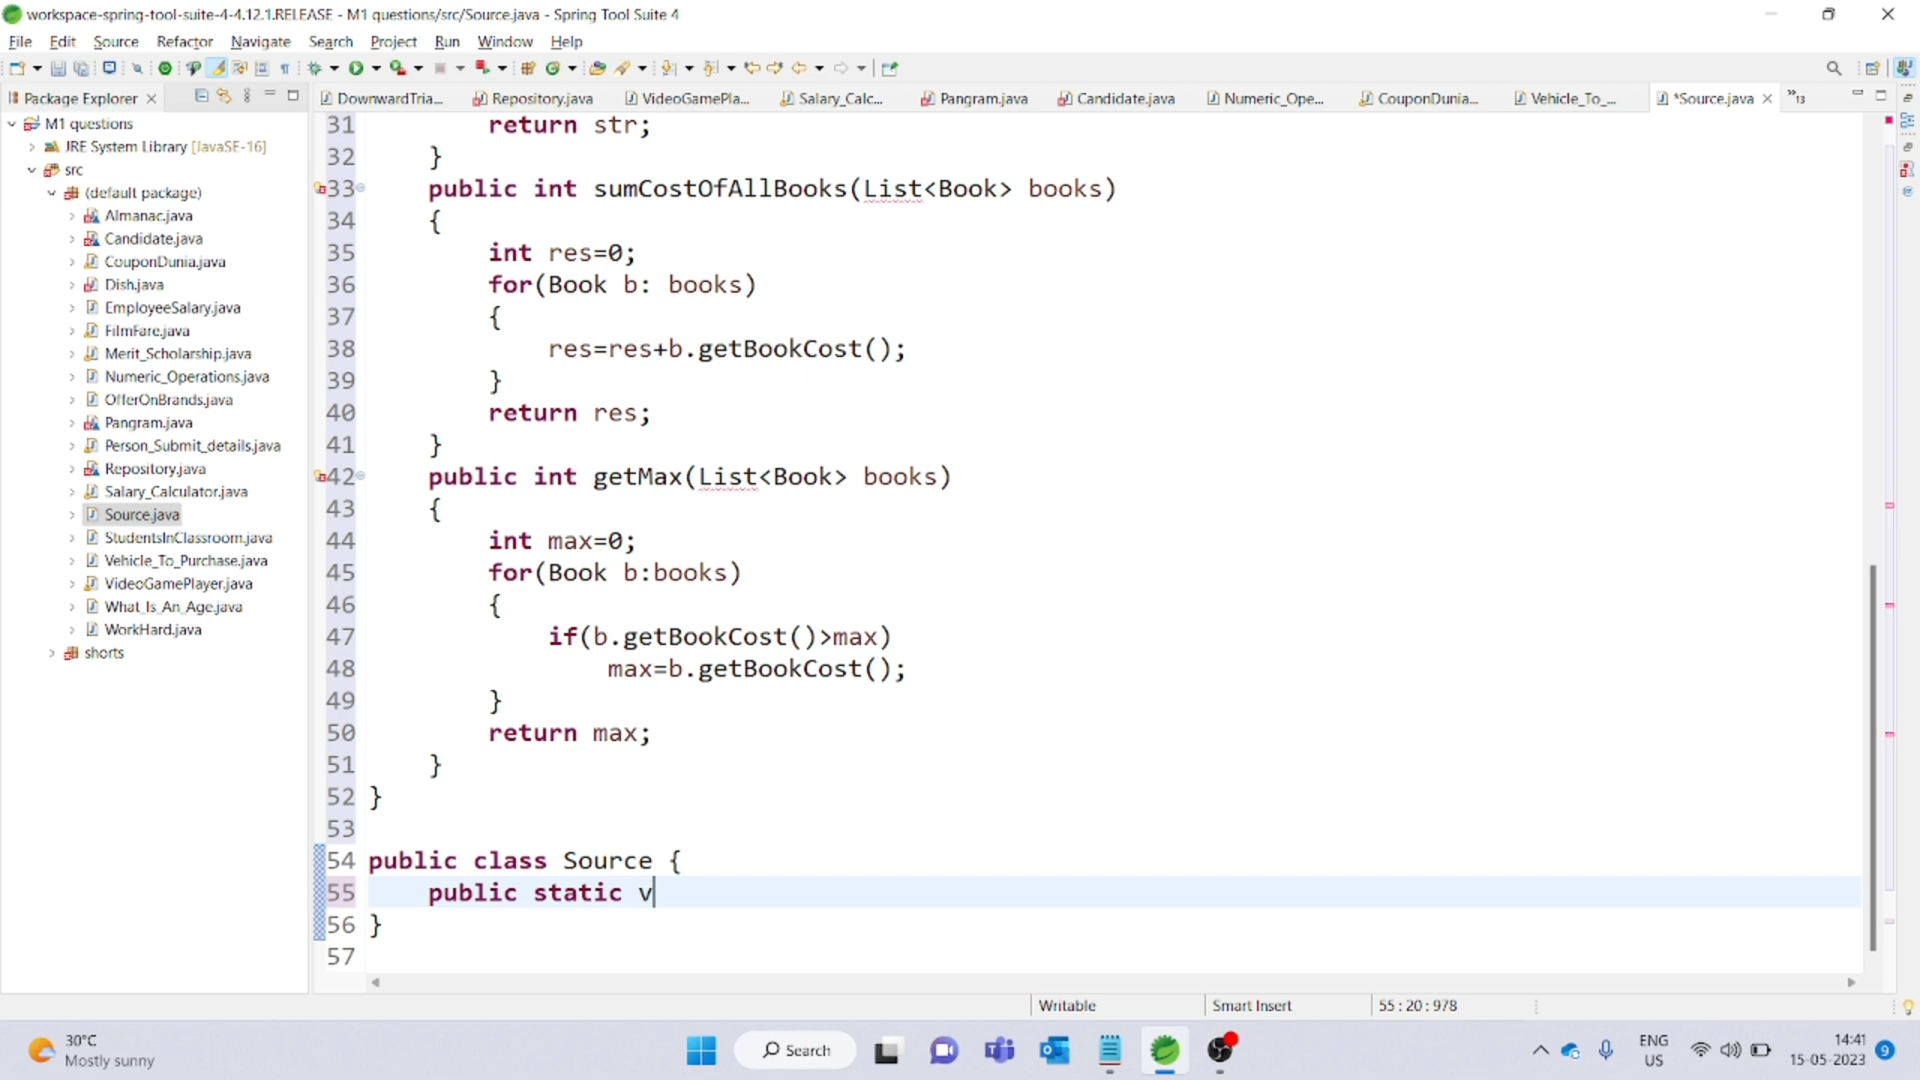 workspace-spring-tool-suite-4-4.12.1.RELEASE - M1 questions/src/Source.java - Spring Tool Suite 4
File Edit Source Refactor Navigate Search Project Run Window Help
Package Explorer
DownwardTria... Repository.java VideoGamePla... Salary_Calc... Pangram.java Candidate.java Numeric_Ope... CouponDunia... Vehicle_To_... *Source.java »13
M1 questions
JRE System Library [JavaSE-16]
src
(default package)
Almanac.java
Candidate.java
CouponDunia.java
Dish.java
EmployeeSalary.java
FilmFare.java
Merit_Scholarship.java
Numeric_Operations.java
OfferOnBrands.java
Pangram.java
Person_Submit_details.java
Repository.java
Salary_Calculator.java
Source.java
StudentsInClassroom.java
Vehicle_To_Purchase.java
VideoGamePlayer.java
What_Is_An_Age.java
WorkHard.java
shorts
31 return str;
32 }
33 public int sumCostOfAllBooks(List<Book> books)
34 {
35 int res=0;
36 for(Book b: books)
37 {
38 res=res+b.getBookCost();
39 }
40 return res;
41 }
42 public int getMax(List<Book> books)
43 {
44 int max=0;
45 for(Book b:books)
46 {
47 if(b.getBookCost()>max)
48 max=b.getBookCost();
49 }
50 return max;
51 }
52 }
53
54 public class Source {
55 public static v
56 }
57
Writable Smart Insert 55 : 20 : 978
30°C
Mostly sunny
Search
ENG
US
14:41
15-05-2023
9